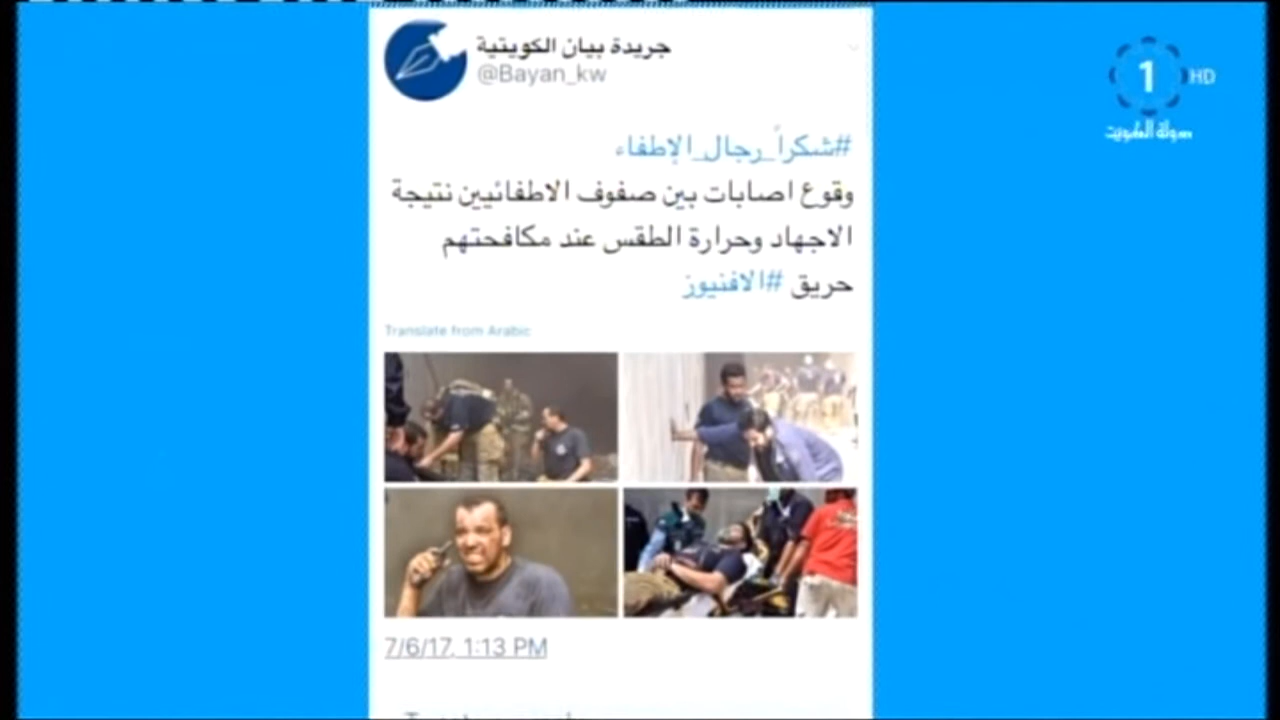 جريدة بيان الكويتية
@Bayan_kw
1 HD
دولة الكويت
#شكراً_رجال_الإطفاء
وقوع اصابات بين صفوف الاطفائيين نتيجة
الاجهاد وحرارة الطقس عند مكافحتهم
حريق #الافنيوز
Translate from Arabic
7/6/17, 1:13 PM